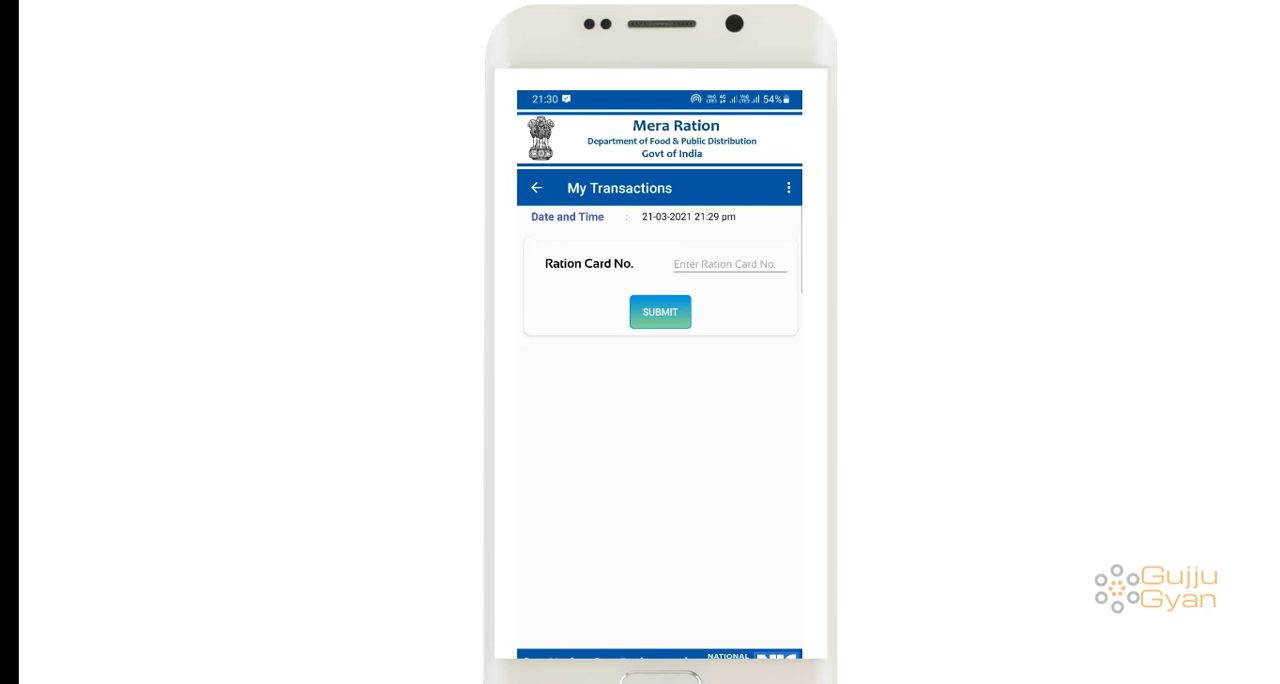 21:30
54%
Mera Ration
Department of Food & Public Distribution
Govt of India
My Transactions
Date and Time : 21-03-2021 21:29 pm
Ration Card No. Enter Ration Card No.
SUBMIT
NATIONAL
Gujju
Gyan